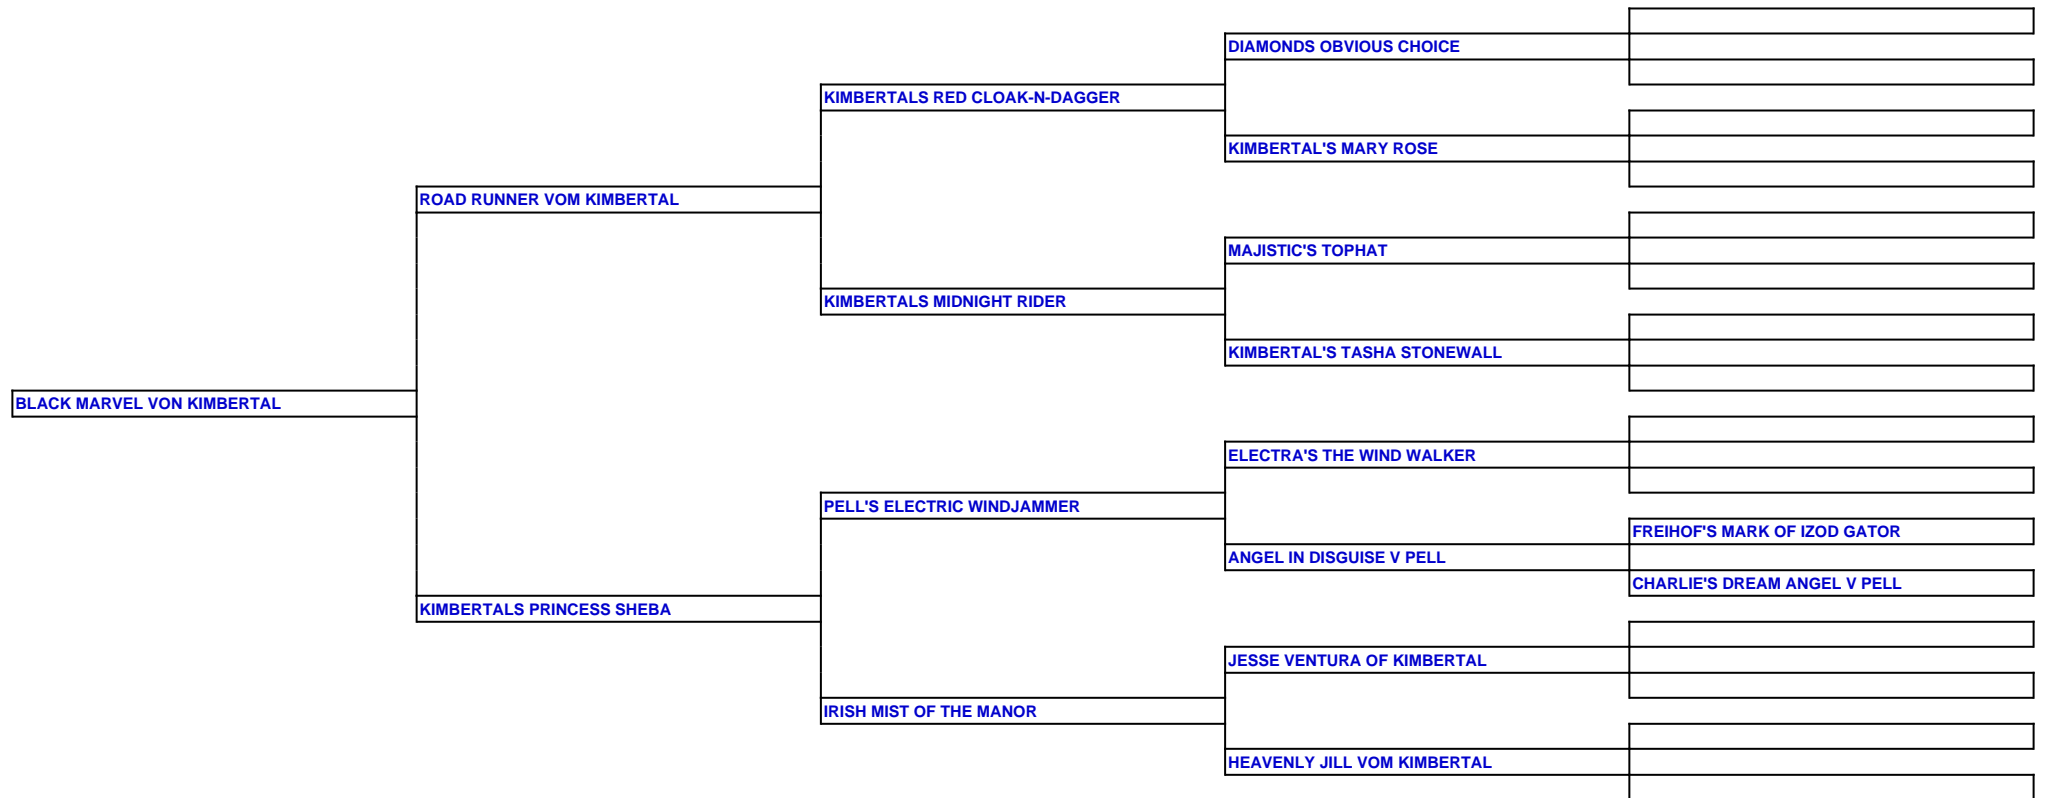 DIAMONDS OBVIOUS CHOICE
KIMBERTALS RED CLOAK-N-DAGGER
KIMBERTAL'S MARY ROSE
ROAD RUNNER VOM KIMBERTAL
MAJISTIC'S TOPHAT
KIMBERTALS MIDNIGHT RIDER
KIMBERTAL'S TASHA STONEWALL
BLACK MARVEL VON KIMBERTAL
ELECTRA'S THE WIND WALKER
PELL'S ELECTRIC WINDJAMMER
FREIHOF'S MARK OF IZOD GATOR
ANGEL IN DISGUISE V PELL
CHARLIE'S DREAM ANGEL V PELL
KIMBERTALS PRINCESS SHEBA
JESSE VENTURA OF KIMBERTAL
IRISH MIST OF THE MANOR
HEAVENLY JILL VOM KIMBERTAL